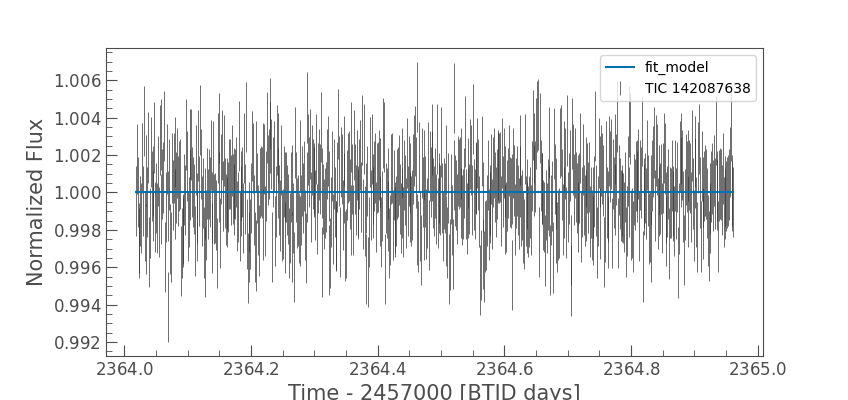 fit_model
TIC 142087638
1.006
1.004
1.002
1.000
0.998
0.996
0.994
0.992
Normalized Flux
2364.0 2364.2 2364.4 2364.6 2364.8 2365.0
Time - 2457000 [BTJD days]